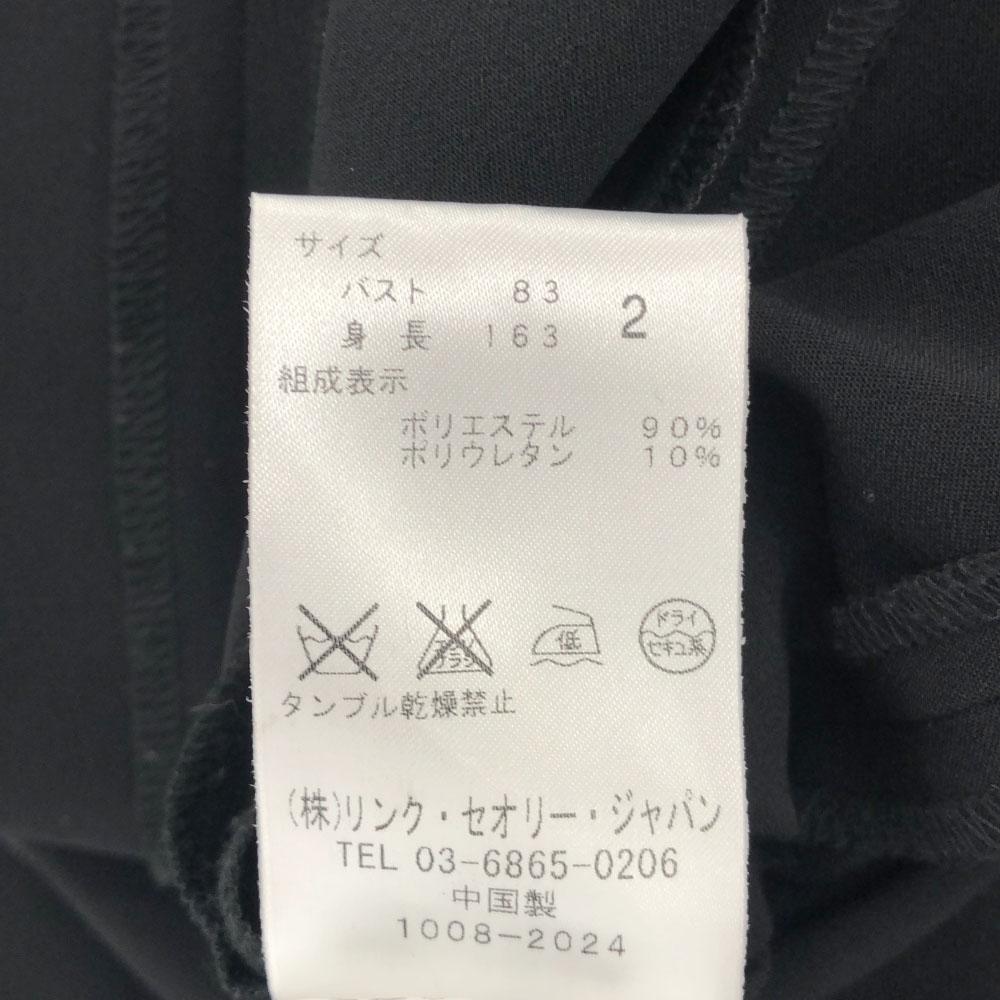 サイズ
バスト 83 2
身長 163
組成表示
ポリエステル 90%
ポリウレタン 10%
低
ドライ
セキユ系
タンブル乾燥禁止
(株)リンク・セオリー・ジャパン
TEL 03-6865-0206
中国製
1008-2024